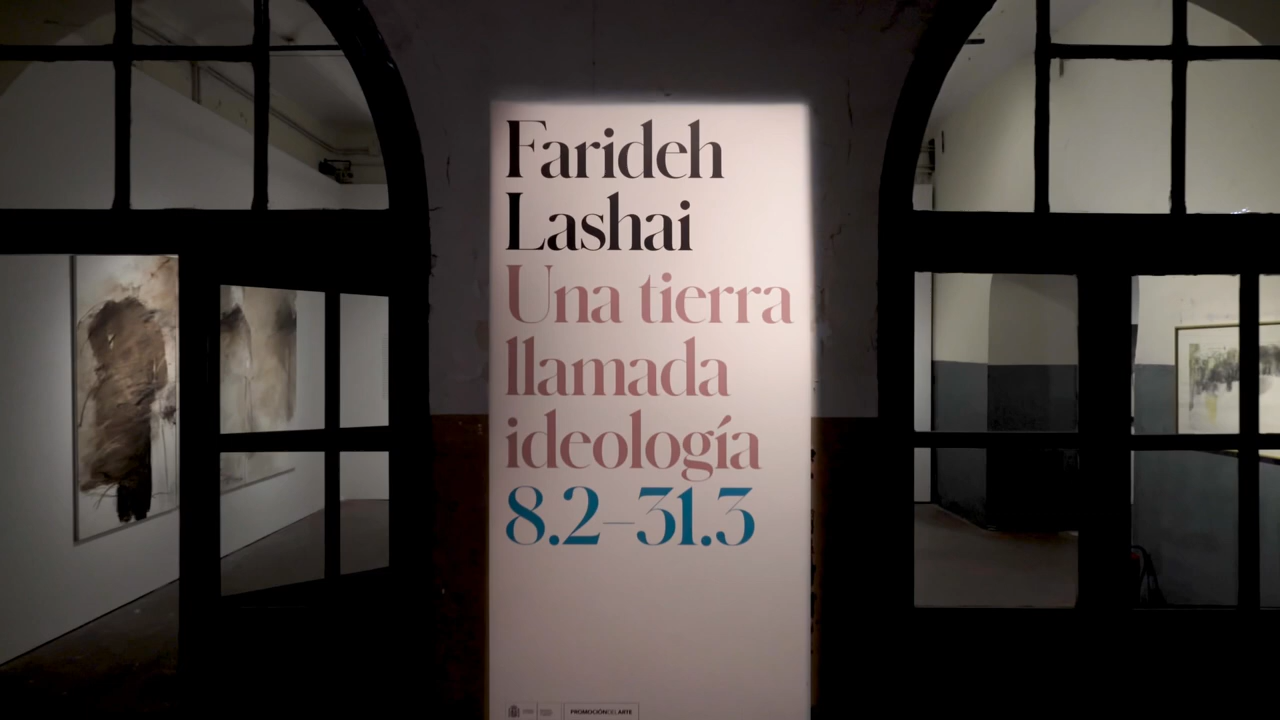 Farideh
Lashai
Una tierra
llamada
ideología
8.2–31.3
PROMOCIÓN DEL ARTE